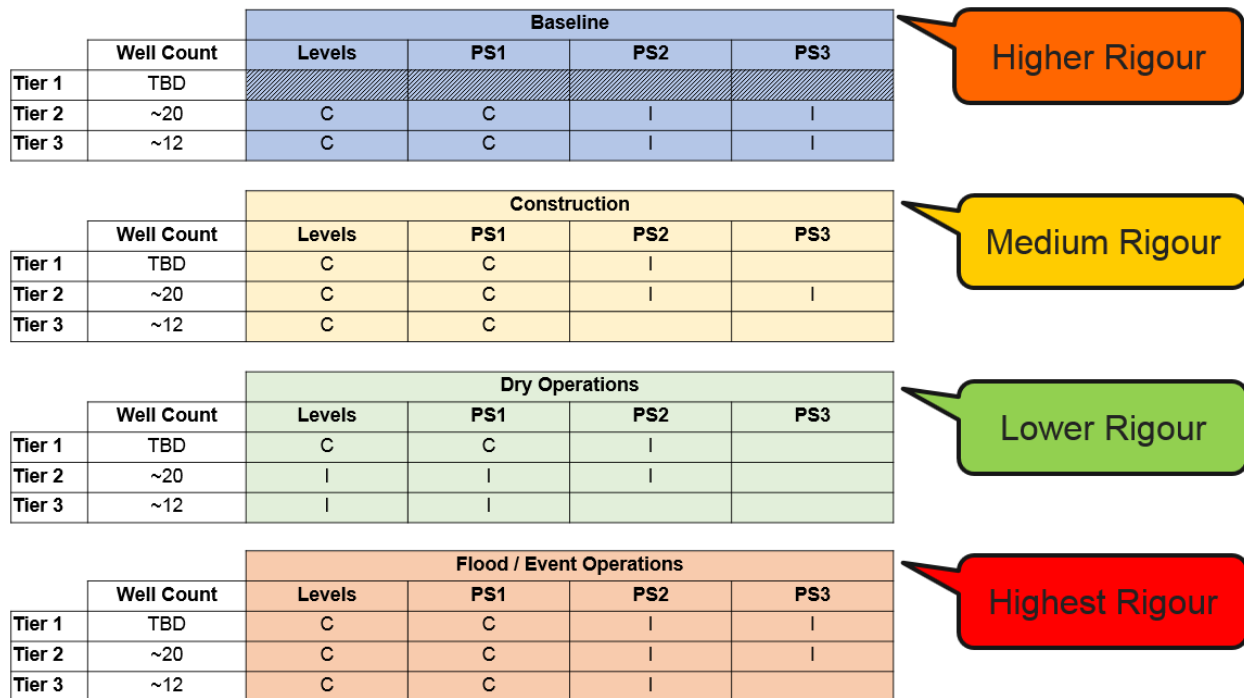 Baseline
Well Count Levels PS1 PS2 PS3
Tier 1 TBD
Tier 2 ~20 C C I I
Tier 3 ~12 C C I I
Higher Rigour
Construction
Well Count Levels PS1 PS2 PS3
Tier 1 TBD C C I
Tier 2 ~20 C C I I
Tier 3 ~12 C C
Medium Rigour
Dry Operations
Well Count Levels PS1 PS2 PS3
Tier 1 TBD C C I
Tier 2 ~20 I I I
Tier 3 ~12 I I
Lower Rigour
Flood / Event Operations
Well Count Levels PS1 PS2 PS3
Tier 1 TBD C C I I
Tier 2 ~20 C C I I
Tier 3 ~12 C C I
Highest Rigour